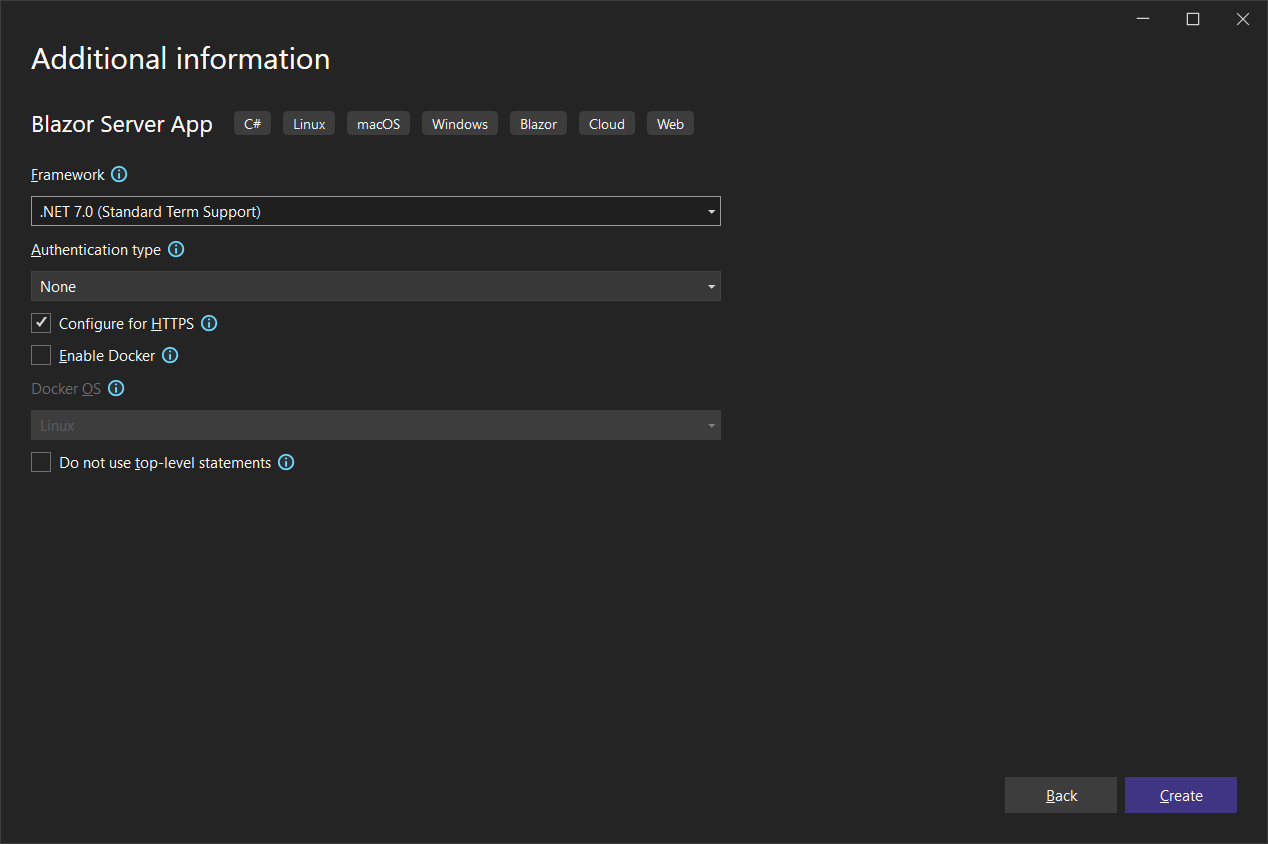 Additional information
Blazor Server App C# Linux macOS Windows Blazor Cloud Web
Framework
.NET 7.0 (Standard Term Support)
Authentication type
None
Configure for HTTPS
Enable Docker
Docker OS
Linux
Do not use top-level statements
Back Create